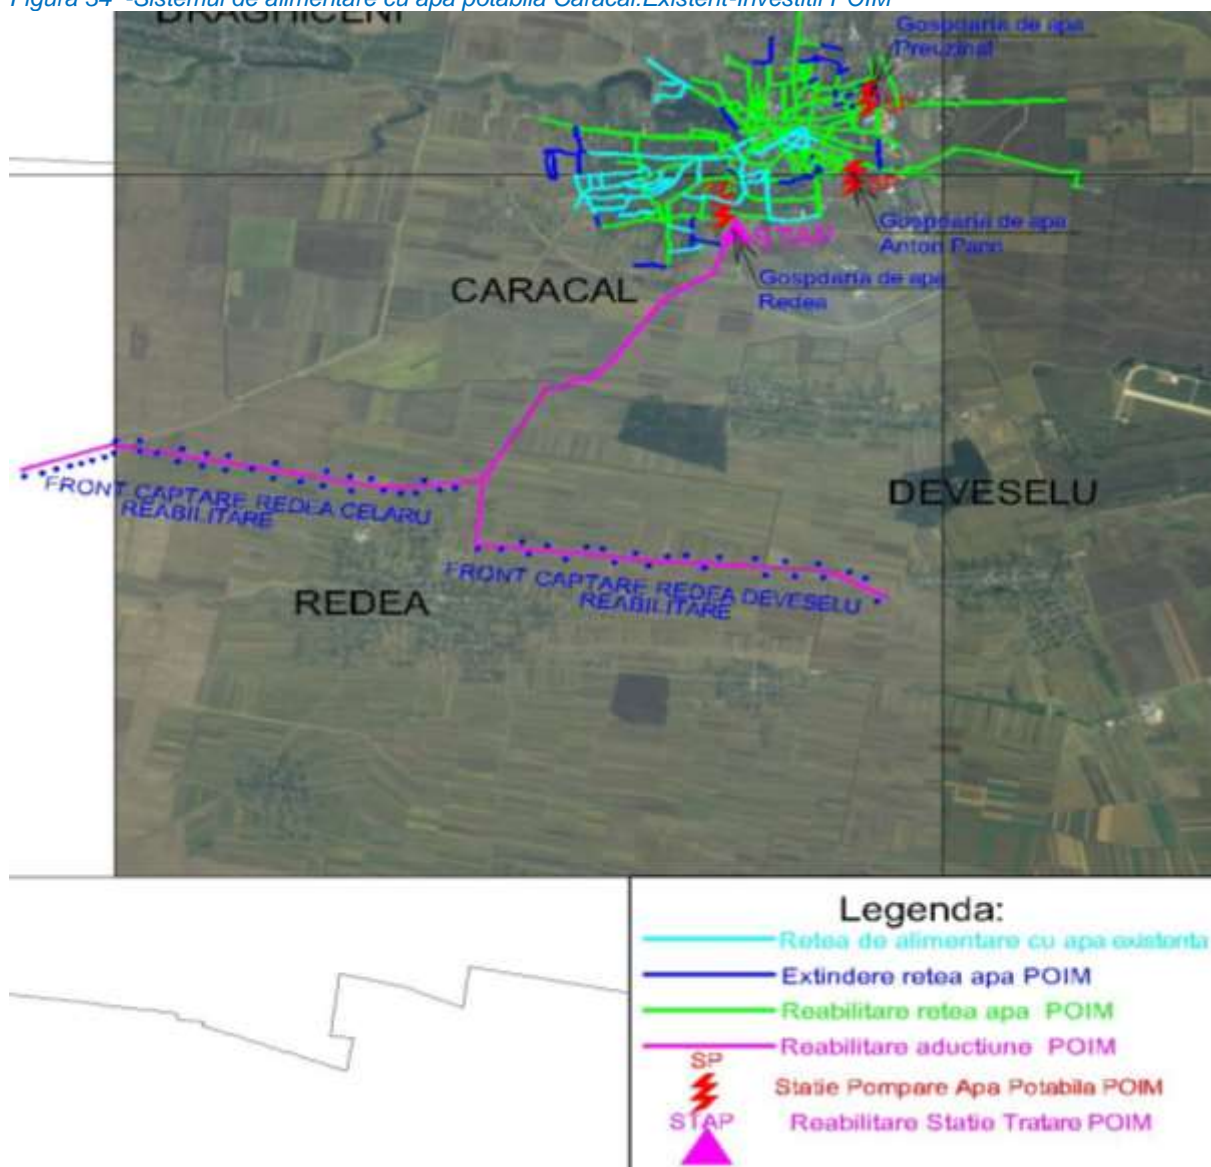 Figura 34 -Sistemul de alimentare cu apa potabila Caracal.Existent-Investitii POIM
DRAGHICENI
Gospodaria de apa
Preuzinal
STAP
Gospodaria de apa
Anton Pann
Gospodaria de apa
Redea
CARACAL
DEVESELU
FRONT CAPTARE REDEA CELARU
REABILITARE
FRONT CAPTARE REDEA DEVESELU
REABILITARE
REDEA
Legenda:
Retea de alimentare cu apa existenta
Extindere retea apa POIM
Reabilitare retea apa POIM
Reabilitare aductiune POIM
SP
Statie Pompare Apa Potabila POIM
STAP
Reabilitare Statie Tratare POIM